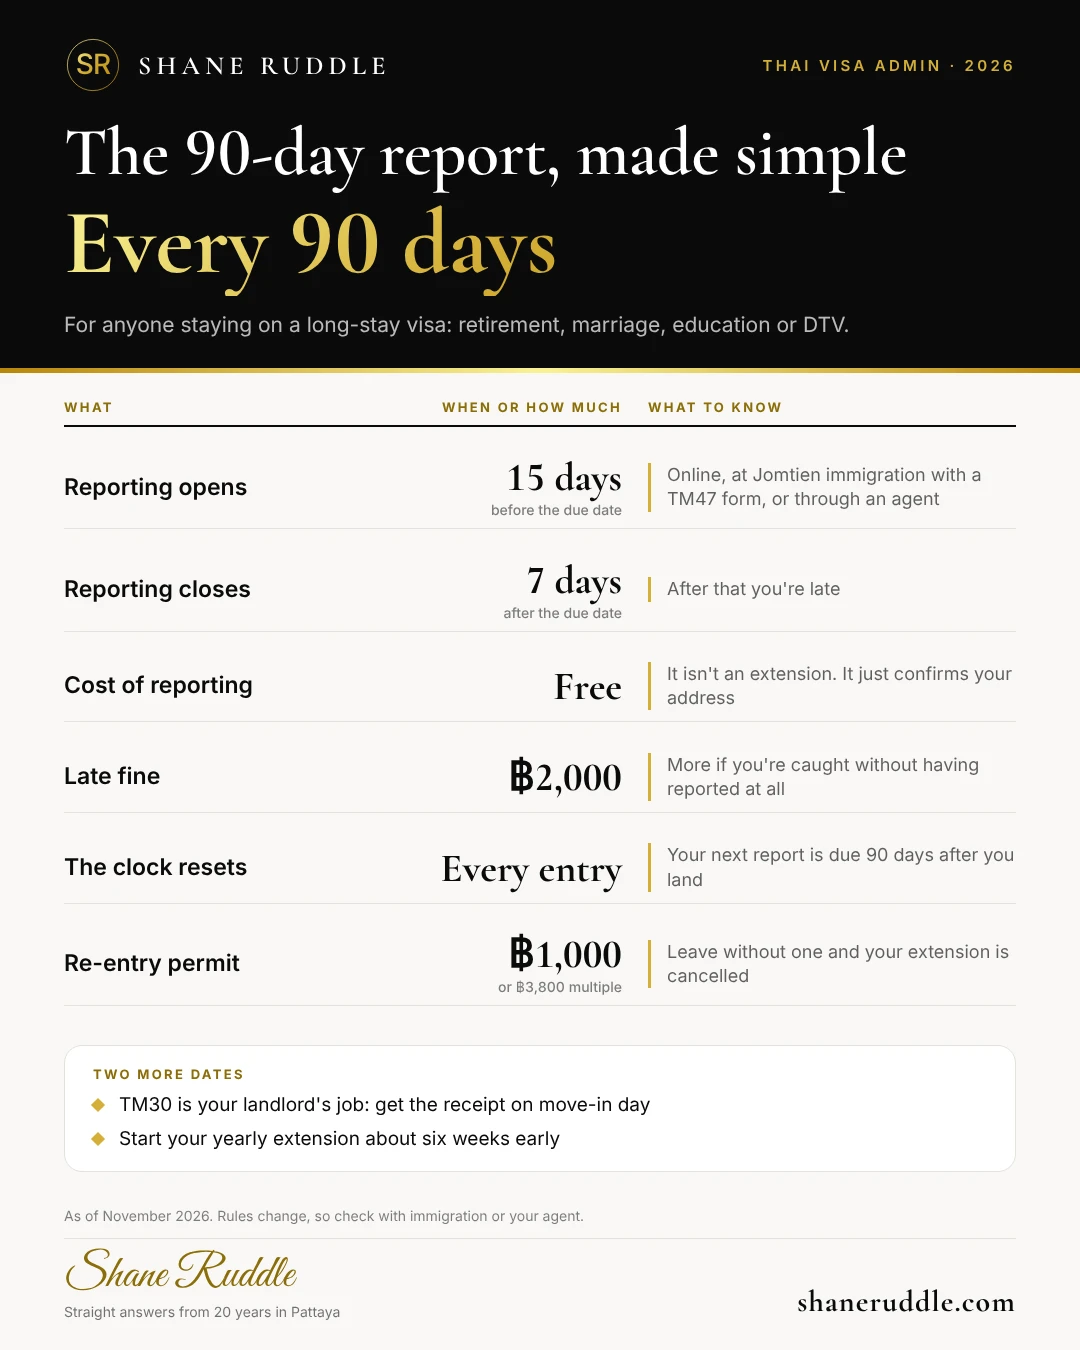 SR
SHANE RUDDLE
THAI VISA ADMIN · 2026
The 90-day report, made simple
Every 90 days
For anyone staying on a long-stay visa: retirement, marriage, education or DTV.
WHAT
WHEN OR HOW MUCH
WHAT TO KNOW
Reporting opens
15 days
before the due date
Online, at Jomtien immigration with a
TM47 form, or through an agent
Reporting closes
7 days
after the due date
After that you're late
Cost of reporting
Free
It isn't an extension. It just confirms your
address
Late fine
฿2,000
More if you're caught without having
reported at all
The clock resets
Every entry
Your next report is due 90 days after you
land
Re-entry permit
฿1,000
or ฿3,800 multiple
Leave without one and your extension is
cancelled
TWO MORE DATES
TM30 is your landlord's job: get the receipt on move-in day
Start your yearly extension about six weeks early
As of November 2026. Rules change, so check with immigration or your agent.
Shane Ruddle
Straight answers from 20 years in Pattaya
shaneruddle.com